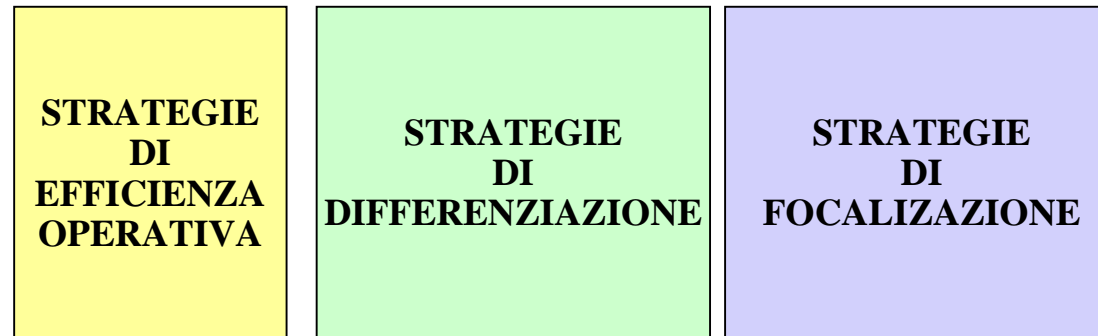 STRATEGIE
DI
EFFICIENZA
OPERATIVA
STRATEGIE
DI
DIFFERENZIAZIONE
STRATEGIE
DI
FOCALIZAZIONE